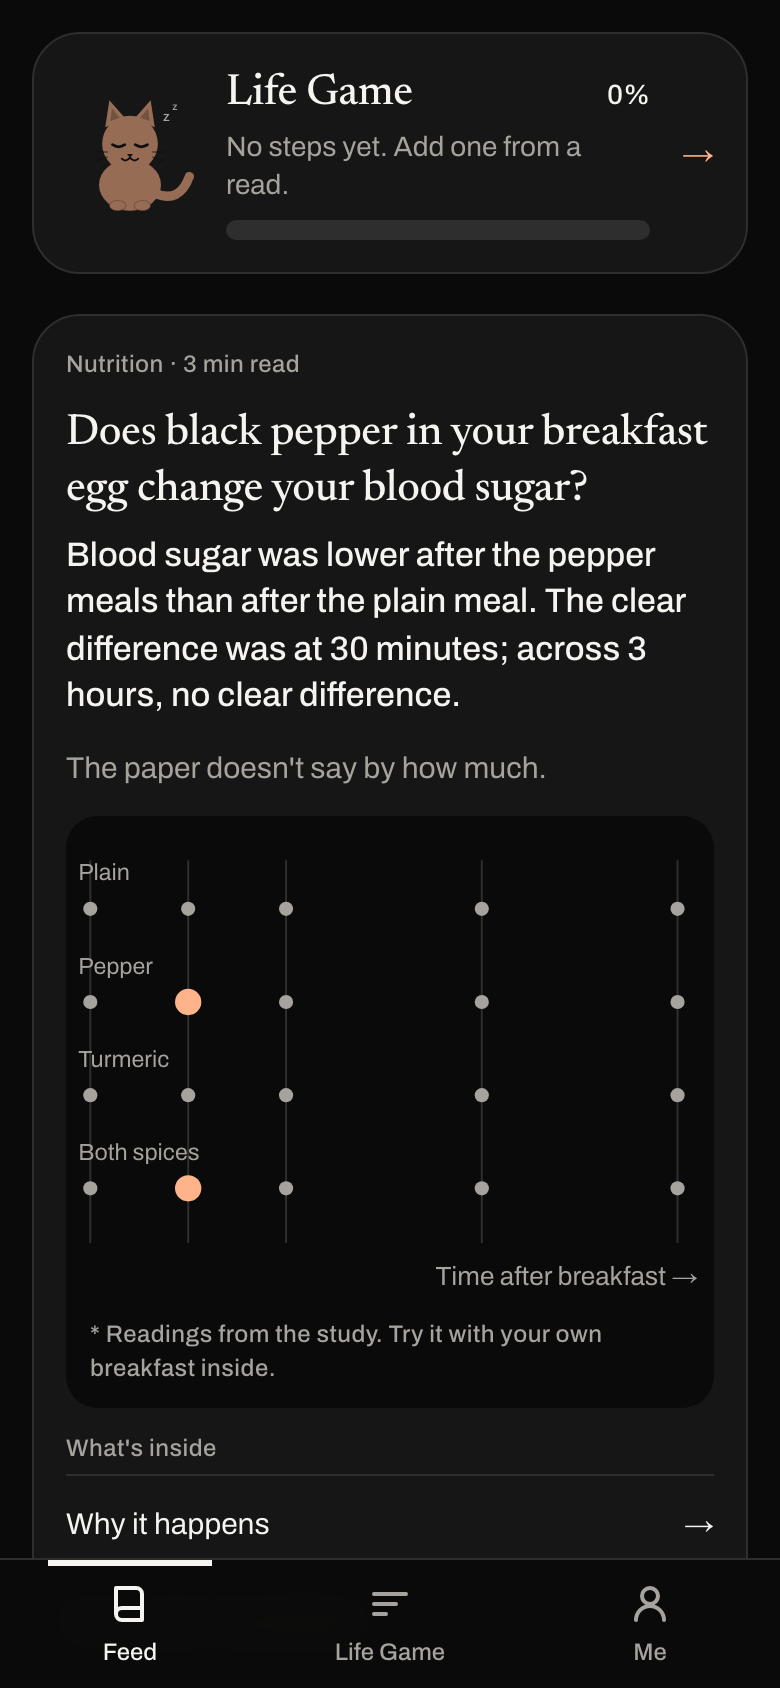 Life Game
0%
No steps yet. Add one from a
read.
→
z
z
Nutrition · 3 min read
Does black pepper in your breakfast
egg change your blood sugar?
Blood sugar was lower after the pepper
meals than after the plain meal. The clear
difference was at 30 minutes; across 3
hours, no clear difference.
The paper doesn't say by how much.
Plain
Pepper
Turmeric
Both spices
Time after breakfast →
* Readings from the study. Try it with your own
breakfast inside.
What's inside
Why it happens →
Feed
Life Game
Me